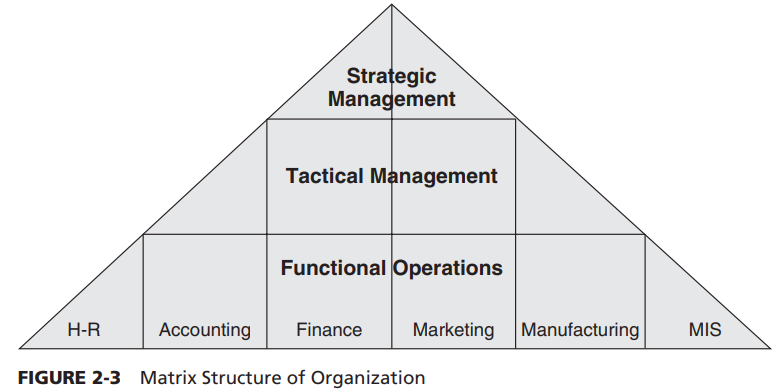 Strategic
Management
Tactical Management
Functional Operations
H-R Accounting Finance Marketing Manufacturing MIS
FIGURE 2-3 Matrix Structure of Organization